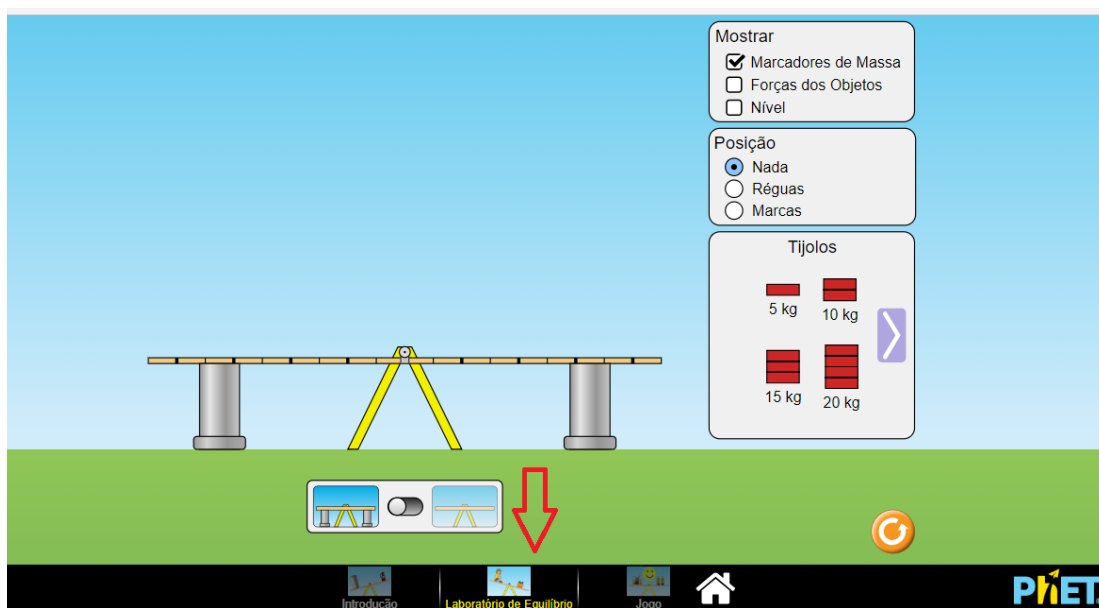 Mostrar
Marcadores de Massa
Forças dos Objetos
Nível
Posição
Nada
Réguas
Marcas
Tijolos
5 kg
10 kg
15 kg
20 kg
Introdução
Laboratório de Equilíbrio
Jogo
PhET